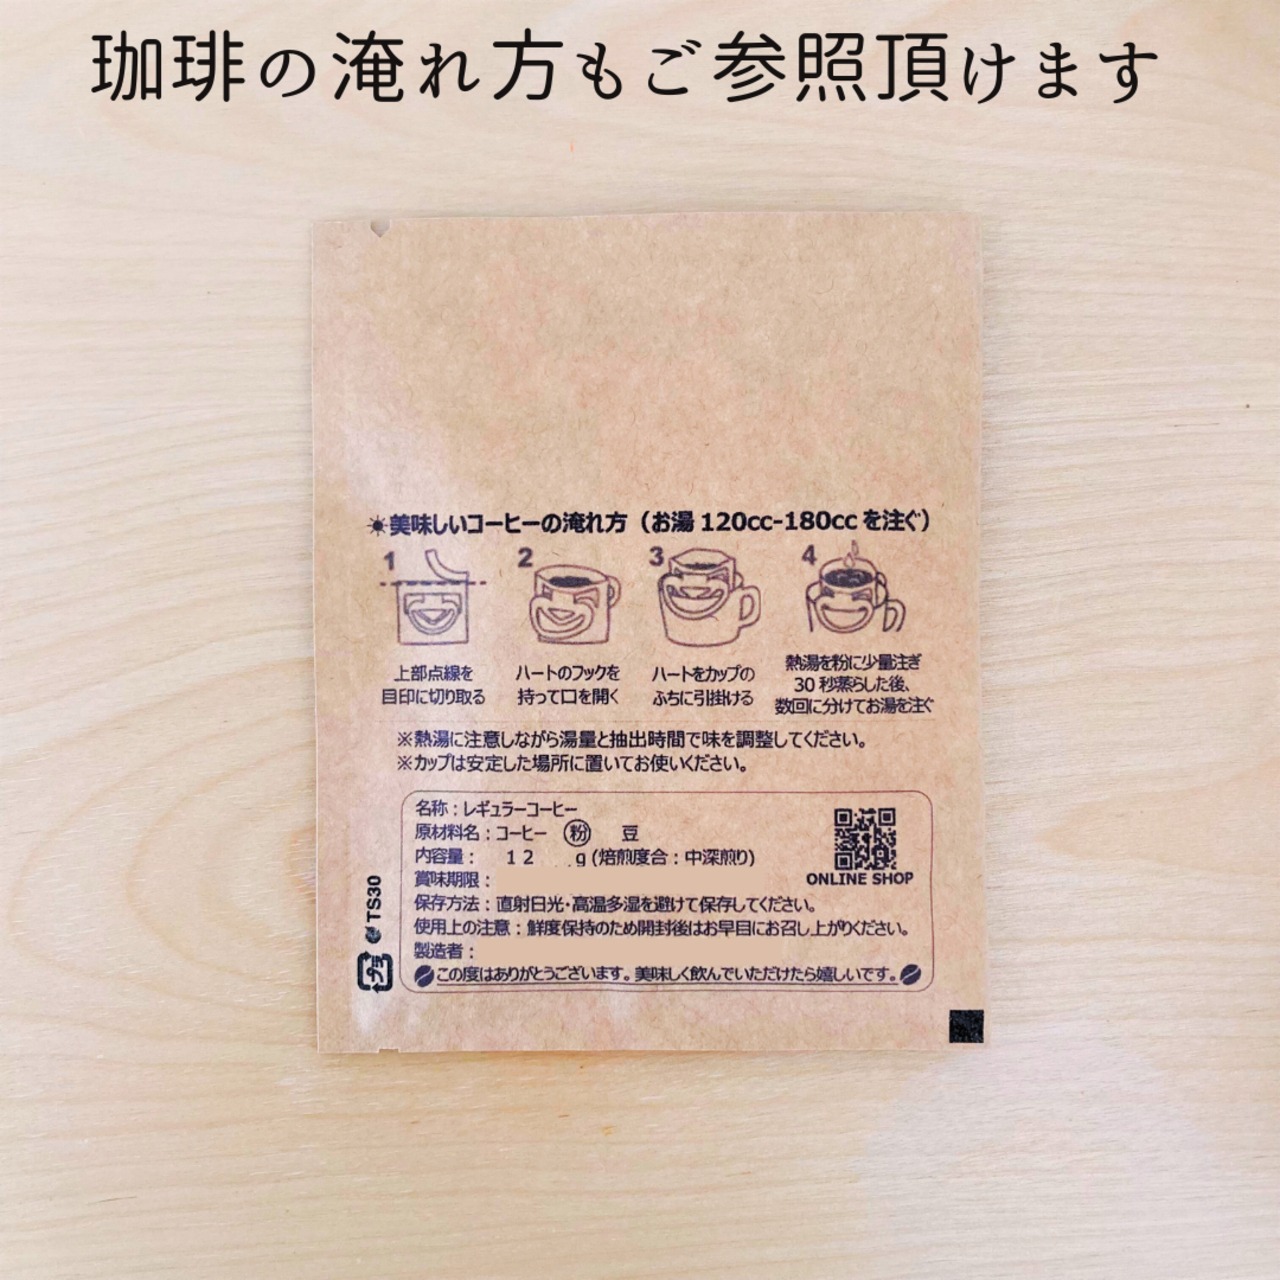 珈琲の淹れ方もご参照頂けます
美味しいコーヒーの淹れ方（お湯 120cc-180cc を注ぐ）
1
上部点線を
目印に切り取る
2
ハートのフックを
持って口を開く
3
ハートをカップの
ふちに引掛ける
4
熱湯を粉に少量注ぎ
30 秒蒸らした後、
数回に分けてお湯を注ぐ
※熱湯に注意しながら湯量と抽出時間で味を調整してください。
※カップは安定した場所に置いてお使いください。
名称：レギュラーコーヒー
原材料名：コーヒー 粉 豆
内容量： 12 g (焙煎度合：中深煎り)
賞味期限：
保存方法：直射日光・高温多湿を避けて保存してください。
使用上の注意：鮮度保持のため開封後はお早目にお召し上がりください。
製造者：
この度はありがとうございます。美味しく飲んでいただけたら嬉しいです。
ONLINE SHOP
TS30
プラ